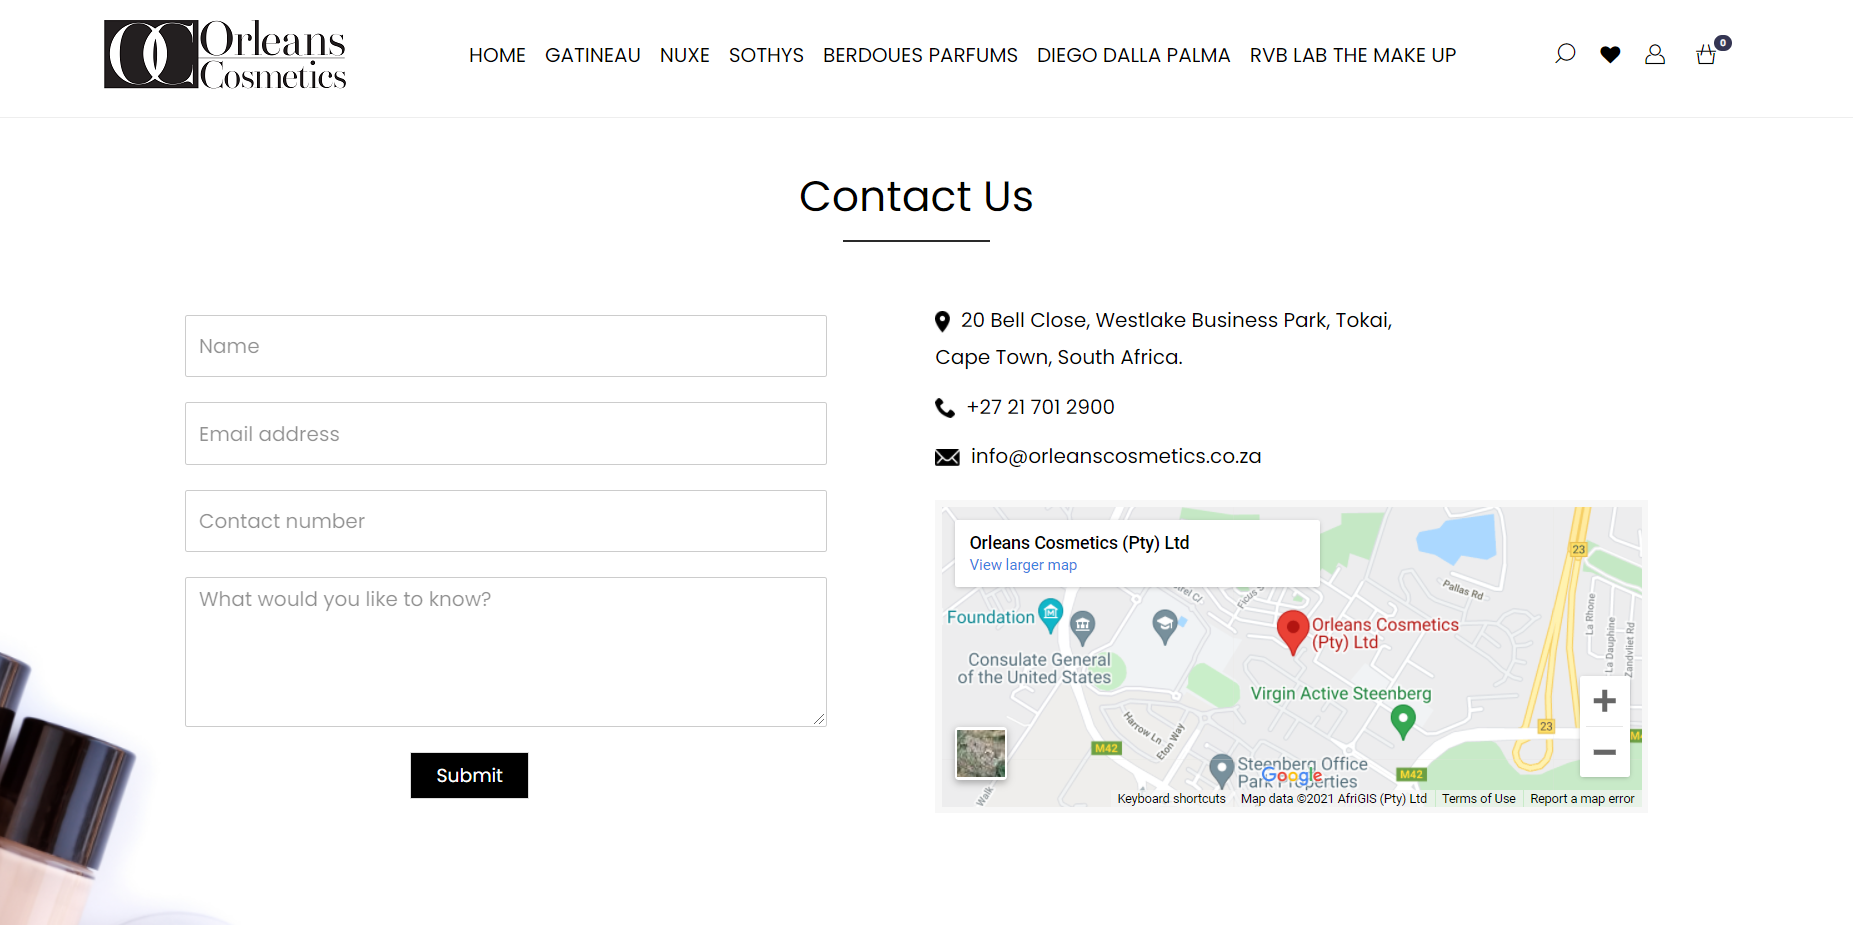 OC Orleans
Cosmetics
HOME GATINEAU NUXE SOTHYS BERDOUES PARFUMS DIEGO DALLA PALMA RVB LAB THE MAKE UP
0
Contact Us
Name
Email address
Contact number
What would you like to know?
Submit
20 Bell Close, Westlake Business Park, Tokai,
Cape Town, South Africa.
+27 21 701 2900
info@orleanscosmetics.co.za
Orleans Cosmetics (Pty) Ltd
View larger map
23
Pallas Rd
Ficus S
La Rhone
La Dauphine
Zandvliet Rd
Foundation
Orleans Cosmetics
(Pty) Ltd
Consulate General
of the United States
Virgin Active Steenberg
Harrow Ln
Eton Way
23
M42
Steenberg Office
Park Properties
Google
M42
Walk
Keyboard shortcuts Map data ©2021 AfriGIS (Pty) Ltd Terms of Use Report a map error